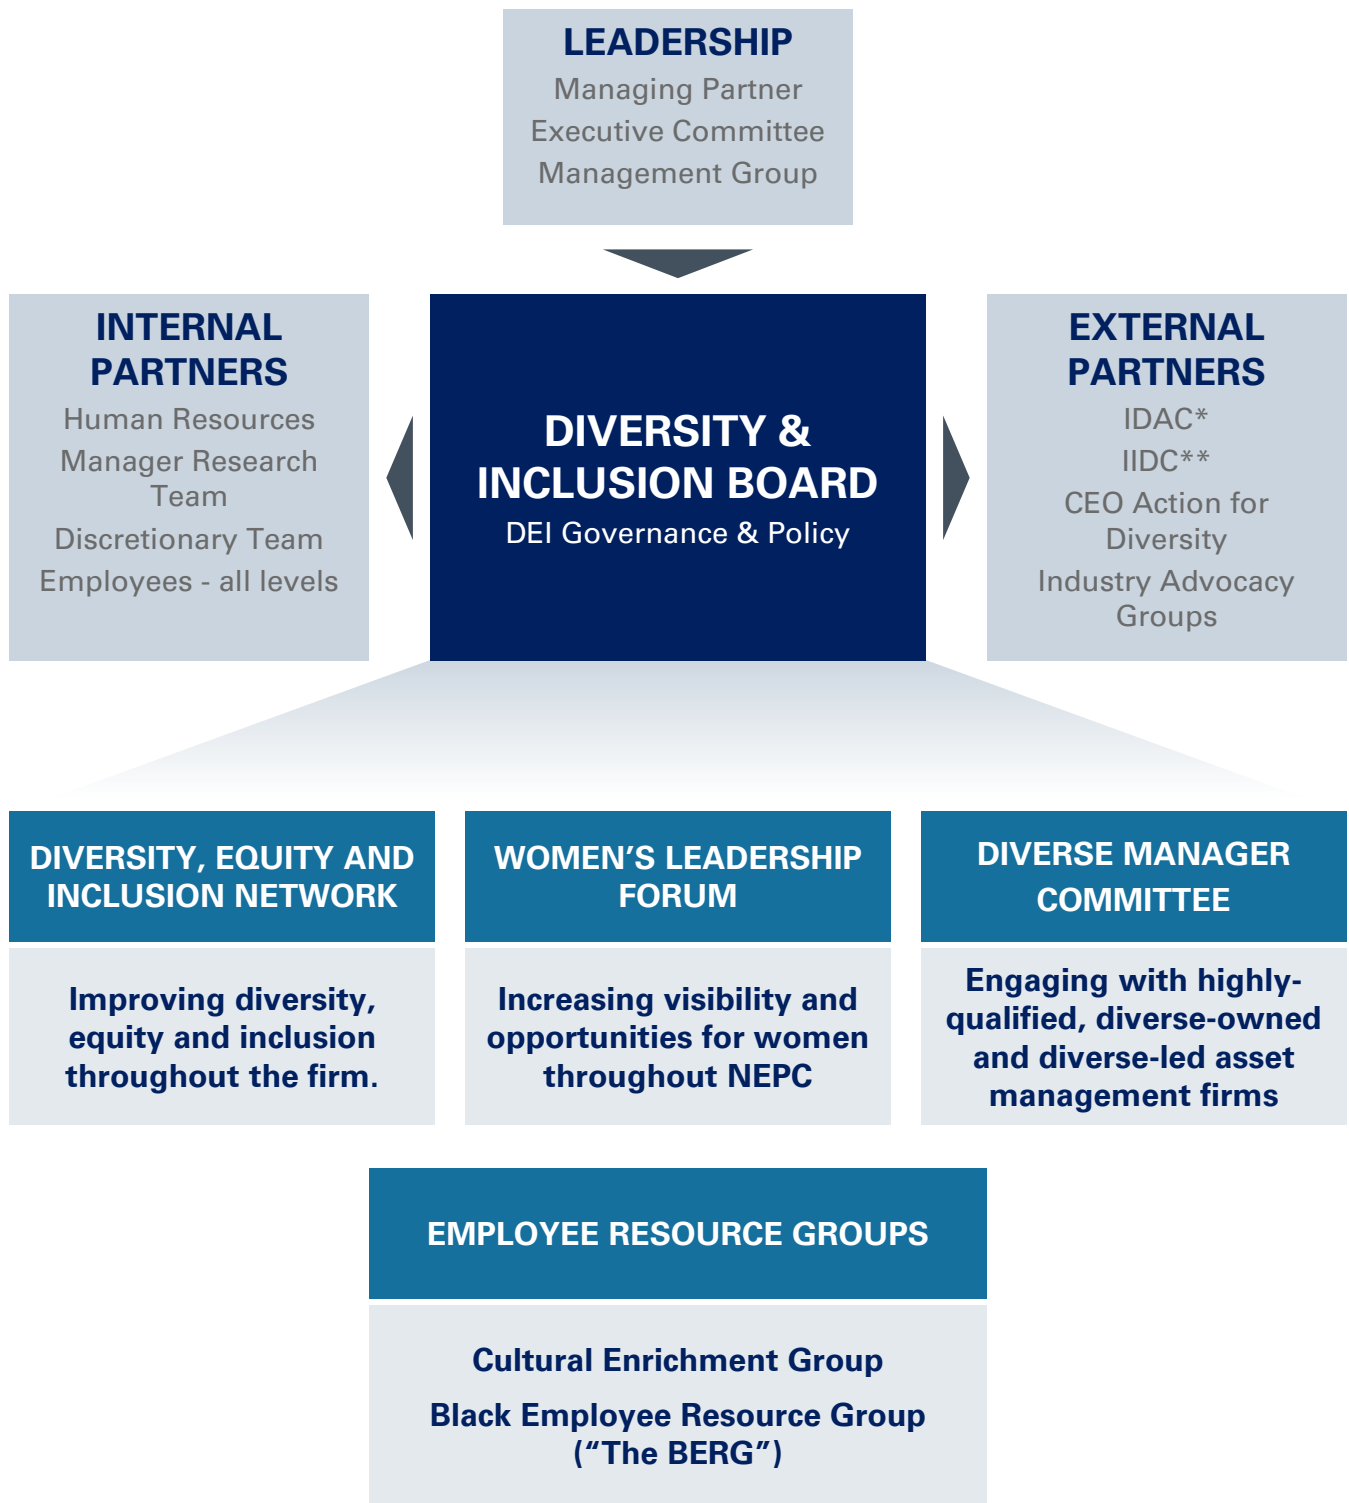 LEADERSHIP
Managing Partner
Executive Committee
Management Group
INTERNAL
PARTNERS
Human Resources
Manager Research
Team
Discretionary Team
Employees - all levels
DIVERSITY &
INCLUSION BOARD
DEI Governance & Policy
EXTERNAL
PARTNERS
IDAC*
IIDC**
CEO Action for
Diversity
Industry Advocacy
Groups
DIVERSITY, EQUITY AND
INCLUSION NETWORK
Improving diversity,
equity and inclusion
throughout the firm.
WOMEN’S LEADERSHIP
FORUM
Increasing visibility and
opportunities for women
throughout NEPC
DIVERSE MANAGER
COMMITTEE
Engaging with highly-
qualified, diverse-owned
and diverse-led asset
management firms
EMPLOYEE RESOURCE GROUPS
Cultural Enrichment Group
Black Employee Resource Group
(“The BERG”)